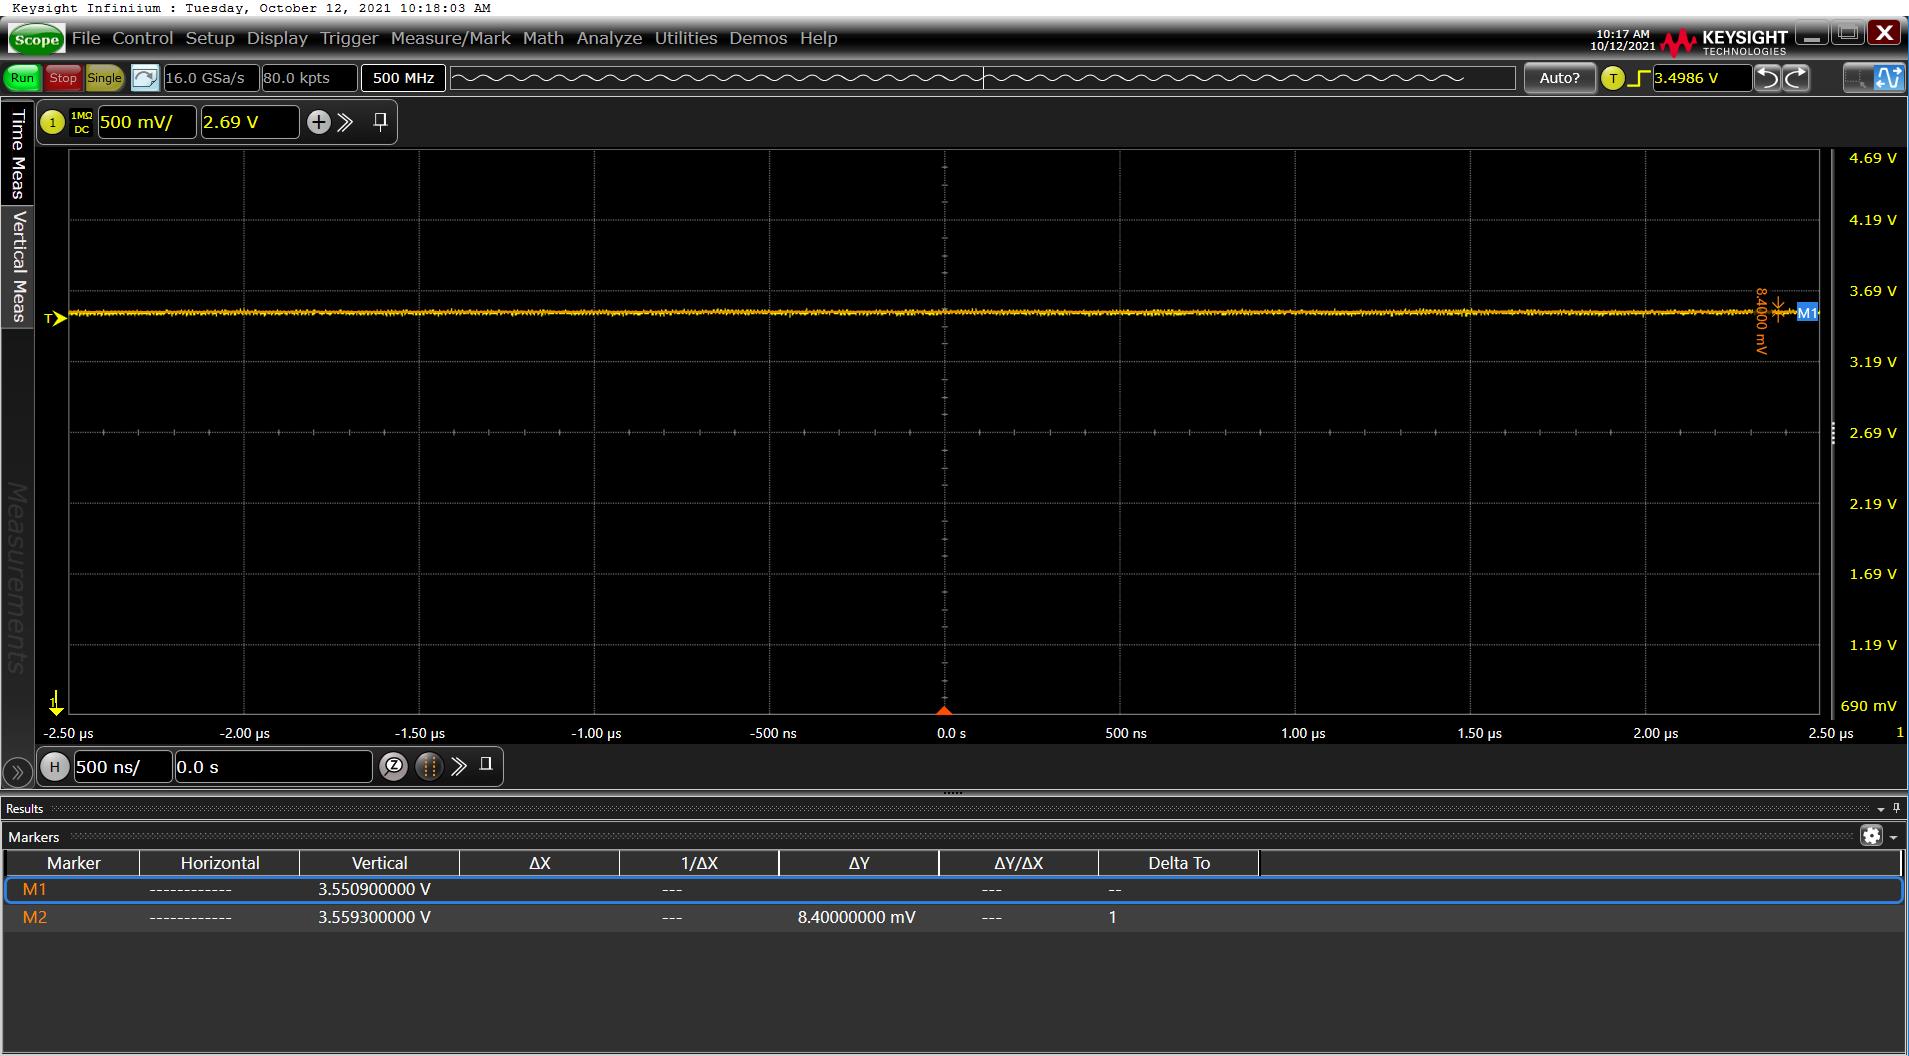 Keysight Infiniium : Tuesday, October 12, 2021 10:18:03 AM
Scope File Control Setup Display Trigger Measure/Mark Math Analyze Utilities Demos Help
10:17 AM
10/12/2021
KEYSIGHT
TECHNOLOGIES
Run Stop Single 16.0 GSa/s 80.0 kpts 500 MHz Auto? T 3.4986 V
Time Meas
Vertical Meas
Measurements
1 1MΩ DC 500 mV/ 2.69 V
4.69 V
4.19 V
3.69 V
T
8.4000 mV
M1
3.19 V
2.69 V
2.19 V
1.69 V
1.19 V
690 mV
1
-2.50 µs -2.00 µs -1.50 µs -1.00 µs -500 ns 0.0 s 500 ns 1.00 µs 1.50 µs 2.00 µs 2.50 µs 1
H 500 ns/ 0.0 s Z
Results
Markers
Marker Horizontal Vertical ΔX 1/ΔX ΔY ΔY/ΔX Delta To
M1 ------------ 3.550900000 V --- --- --
M2 ------------ 3.559300000 V --- 8.40000000 mV --- 1